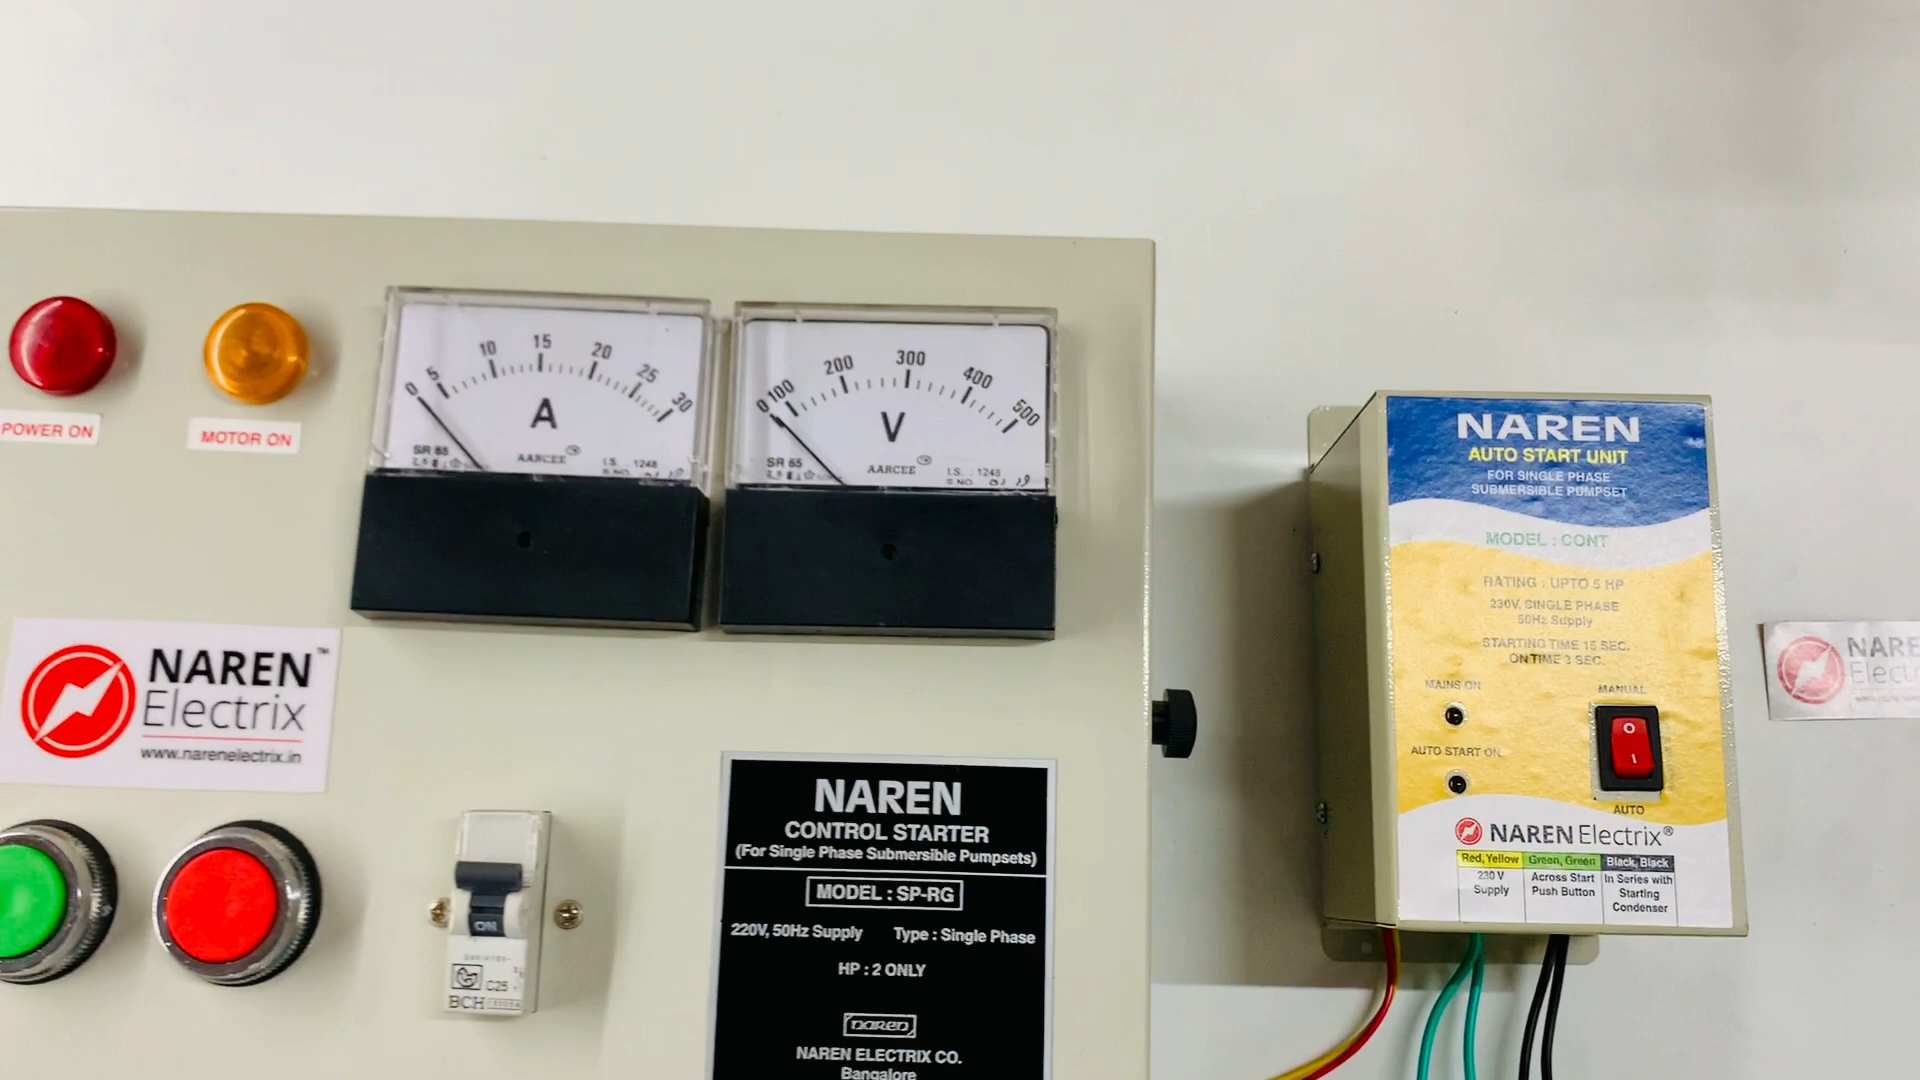 POWER ON
MOTOR ON
0 5 10 15 20 25 30
A
SR 65
AARCEE
I.S. 1248
S.NO.
0 100 200 300 400 500
V
SR 65
AARCEE
I.S. : 1248
S.NO.
NAREN™
Electrix
www.narenelectrix.in
ON
C25
BCH
NAREN
CONTROL STARTER
(For Single Phase Submersible Pumpsets)
MODEL : SP-RG
220V, 50Hz Supply Type : Single Phase
HP : 2 ONLY
naren
NAREN ELECTRIX CO.
Bangalore
NAREN
AUTO START UNIT
FOR SINGLE PHASE
SUBMERSIBLE PUMPSET
MODEL : CONT
RATING : UPTO 5 HP
230V, SINGLE PHASE
50Hz Supply
STARTING TIME 15 SEC.
ON TIME 3 SEC.
MAINS ON
MANUAL
AUTO START ON
O
I
AUTO
NAREN Electrix®
Red, Yellow Green, Green Black, Black
230 V Across Start In Series with
Supply Push Button Starting
Condenser
NARE
Electr